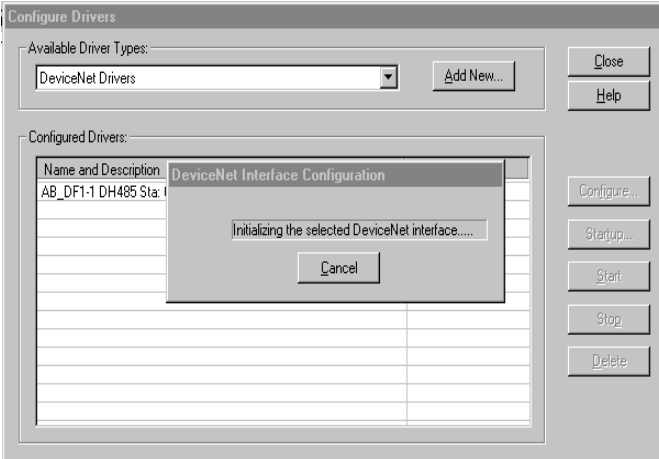 Configure Drivers
Available Driver Types:
DeviceNet Drivers
Add New...
Close
Help
Configured Drivers:
Name and Description
AB_DF1-1 DH485 Sta:
DeviceNet Interface Configuration
Initializing the selected DeviceNet interface.....
Cancel
Configure...
Startup...
Start
Stop
Delete